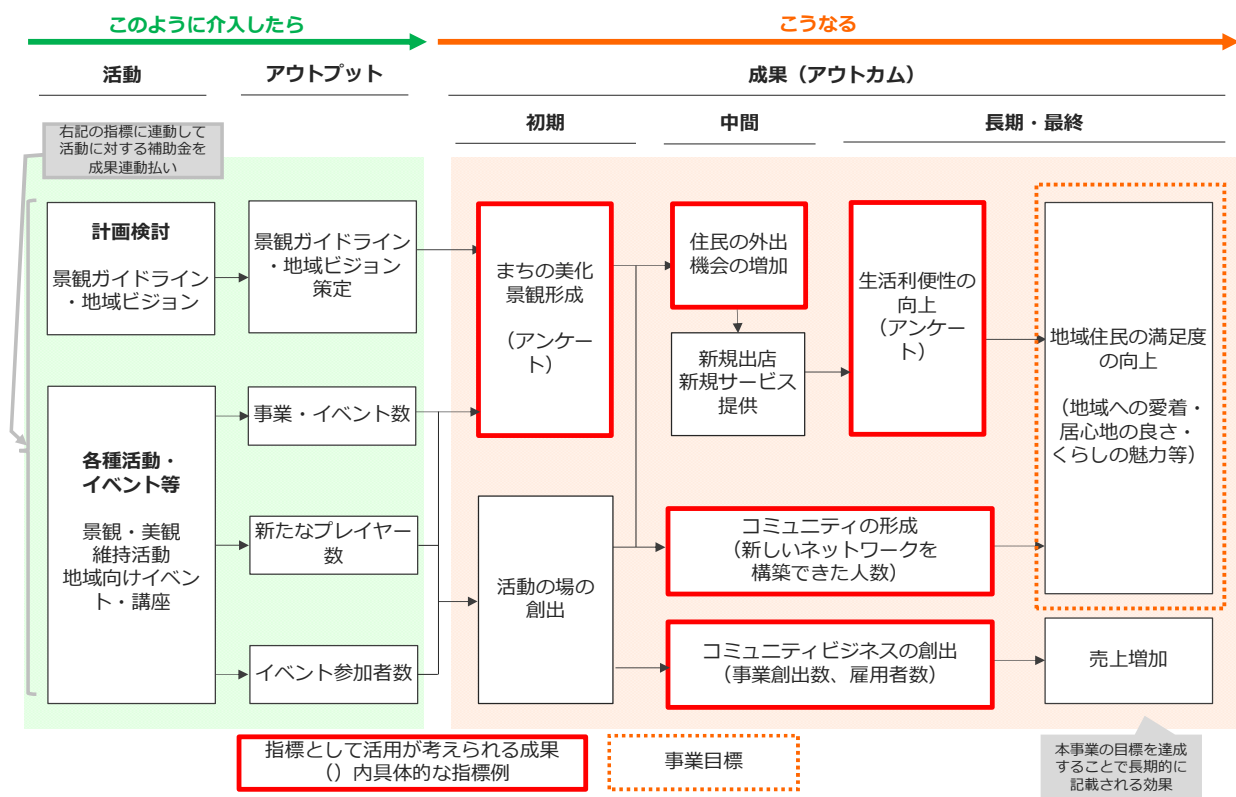 このように介入したら
こうなる
活動
アウトプット
成果（アウトカム）
初期
中間
長期・最終
右記の指標に連動して
活動に対する補助金を
成果連動払い
計画検討
景観ガイドライン
・地域ビジョン
景観ガイドライン
・地域ビジョン
策定
各種活動・
イベント等
景観・美観
維持活動
地域向けイベン
ト・講座
事業・イベント数
新たなプレイヤー
数
イベント参加者数
まちの美化
景観形成
（アンケー
ト）
活動の場の
創出
住民の外出
機会の増加
新規出店
新規サービス
提供
生活利便性の
向上
（アンケー
ト）
コミュニティの形成
（新しいネットワークを
構築できた人数）
コミュニティビジネスの創出
（事業創出数、雇用者数）
地域住民の満足度
の向上
（地域への愛着・
居心地の良さ・
くらしの魅力等）
売上増加
指標として活用が考えられる成果
（）内具体的な指標例
事業目標
本事業の目標を達成
することで長期的に
記載される効果